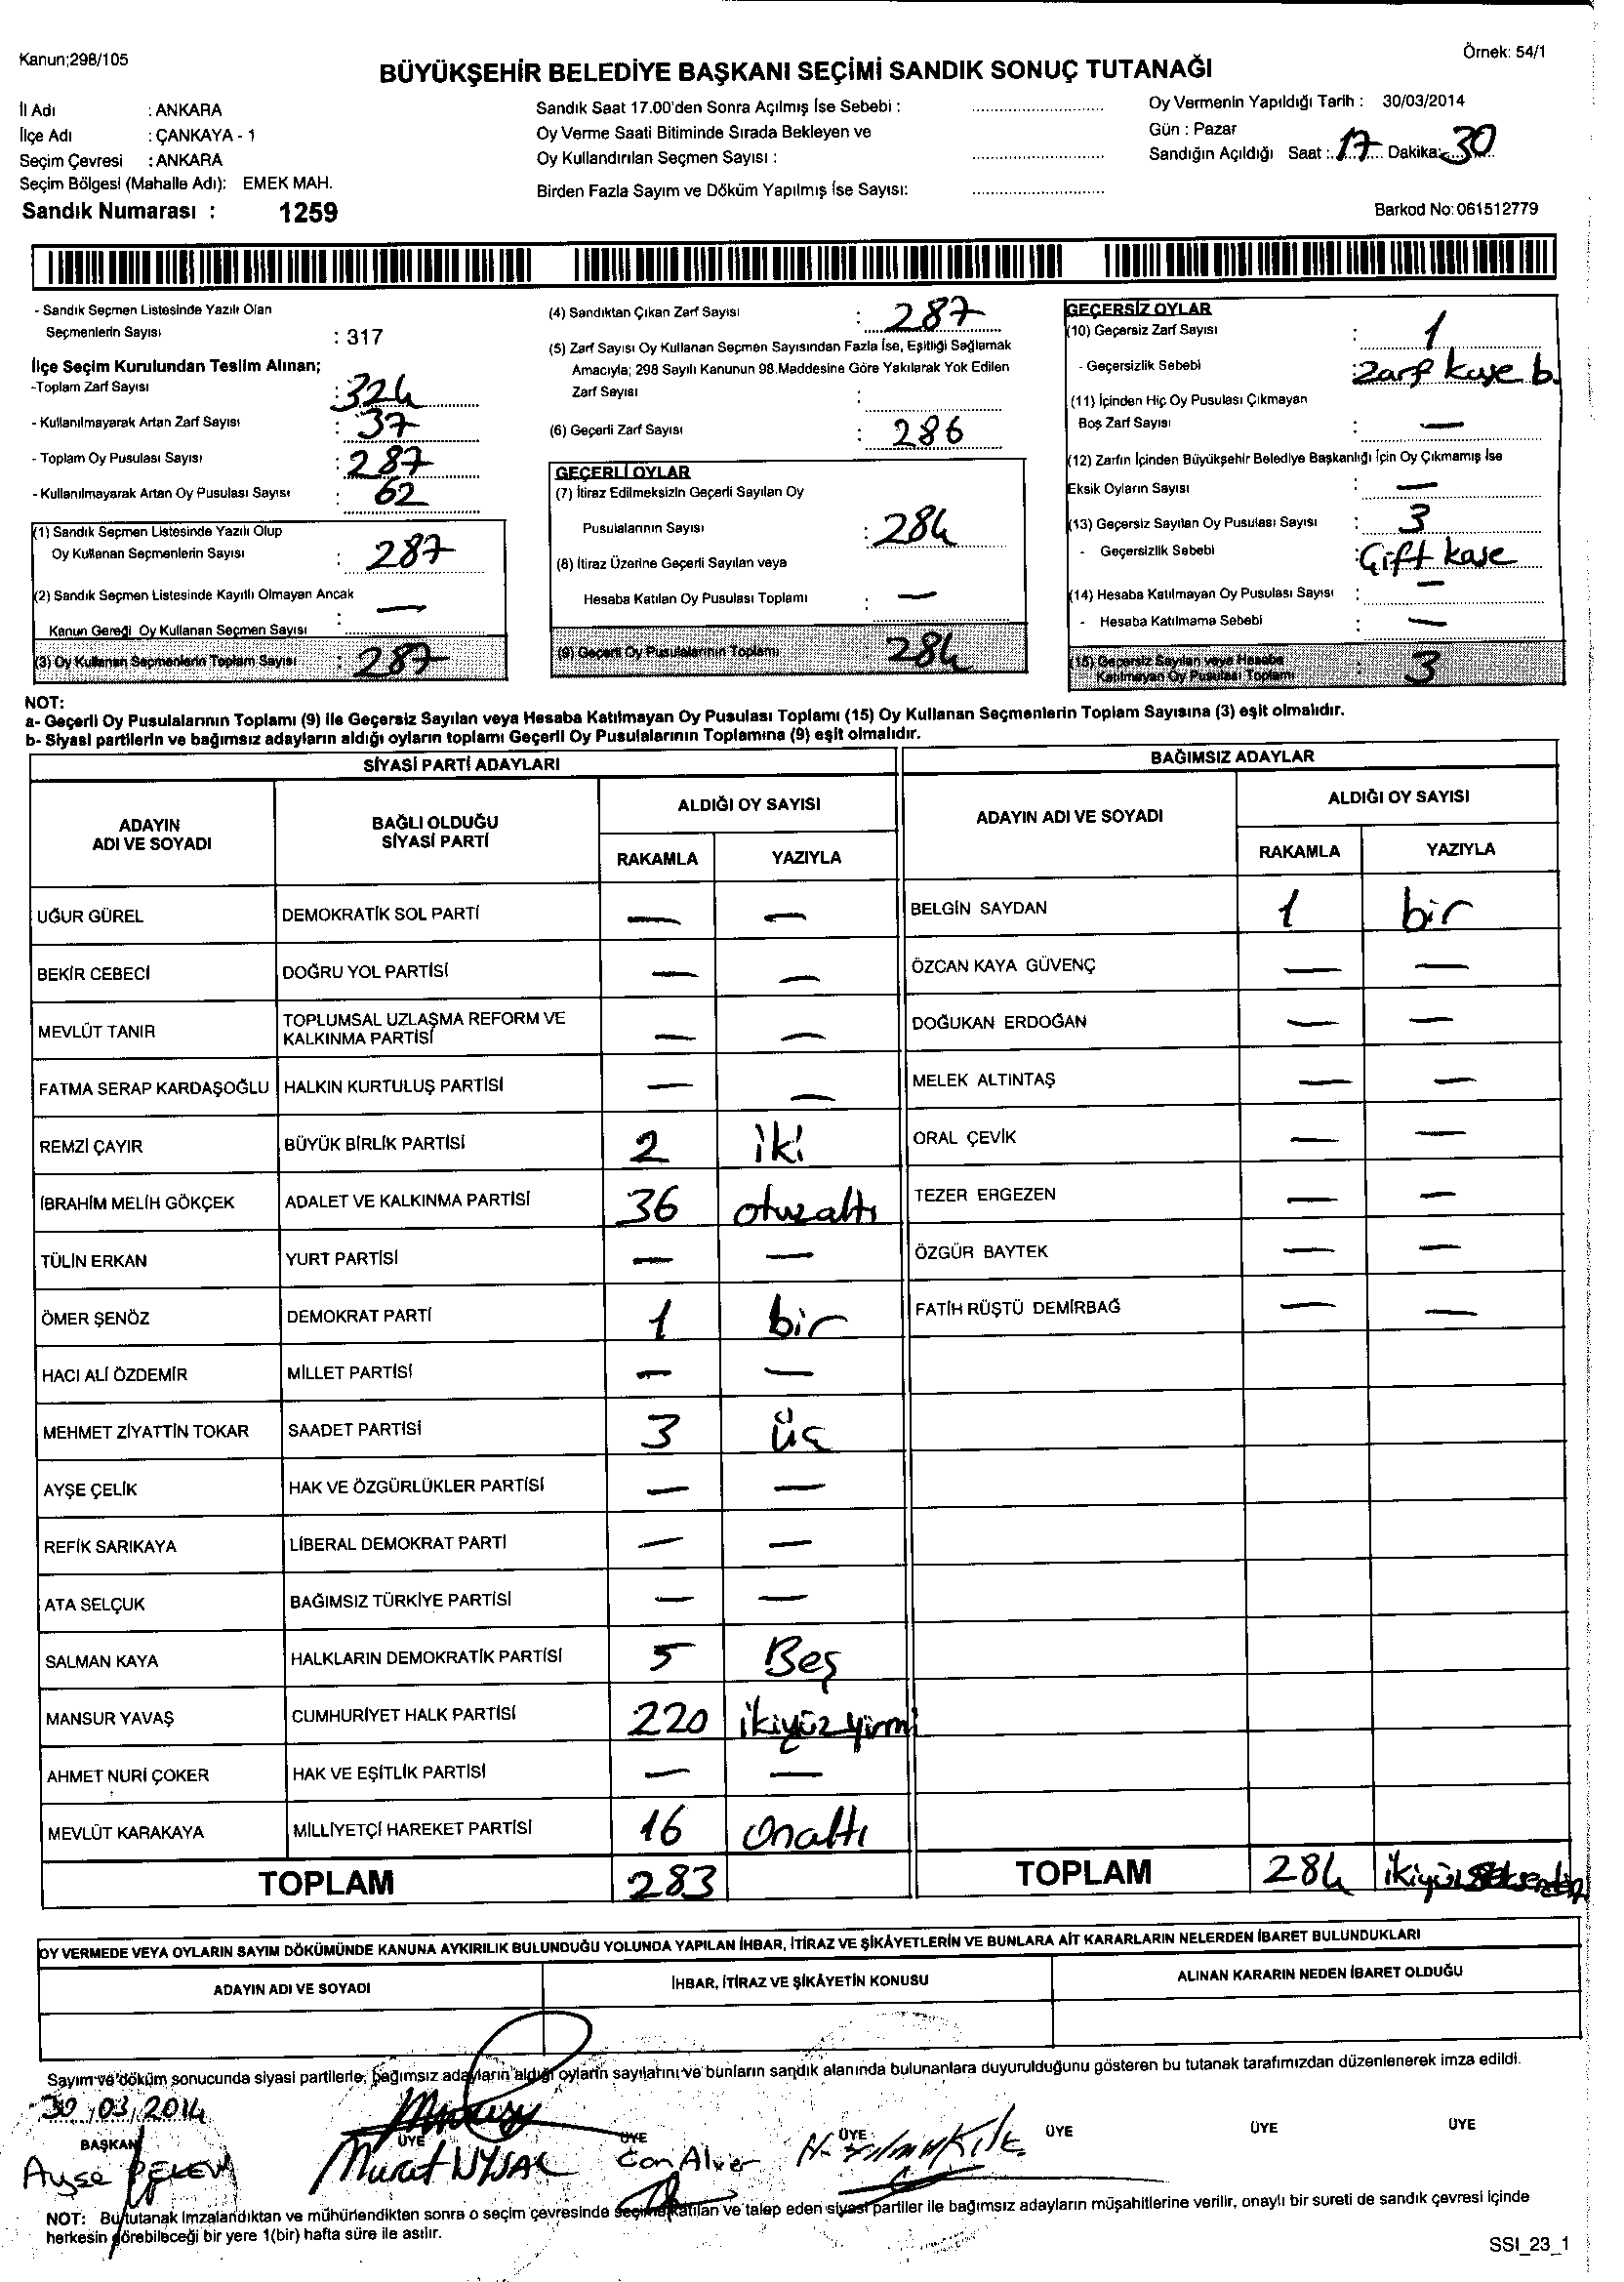 Kanun;298/105
Örnek: 54/1
BÜYÜKŞEHİR BELEDİYE BAŞKANI SEÇİMİ SANDIK SONUÇ TUTANAĞI
İl Adı : ANKARA
İlçe Adı : ÇANKAYA - 1
Seçim Çevresi : ANKARA
Seçim Bölgesi (Mahalle Adı): EMEK MAH.
Sandık Numarası : 1259
Sandık Saat 17.00'den Sonra Açılmış İse Sebebi :
Oy Verme Saati Bitiminde Sırada Bekleyen ve
Oy Kullandırılan Seçmen Sayısı :
Birden Fazla Sayım ve Döküm Yapılmış İse Sayısı:
Oy Vermenin Yapıldığı Tarih : 30/03/2014
Gün : Pazar
Sandığın Açıldığı Saat : 17 Dakika: 30
Barkod No: 061512779
- Sandık Seçmen Listesinde Yazılı Olan
Seçmenlerin Sayısı : 317
İlçe Seçim Kurulundan Teslim Alınan;
-Toplam Zarf Sayısı : 324
- Kullanılmayarak Artan Zarf Sayısı : 37
- Toplam Oy Pusulası Sayısı : 287
- Kullanılmayarak Artan Oy Pusulası Sayısı : 62
(1) Sandık Seçmen Listesinde Yazılı Olup
Oy Kullanan Seçmenlerin Sayısı : 287
(2) Sandık Seçmen Listesinde Kayıtlı Olmayan Ancak
Kanun Gereği Oy Kullanan Seçmen Sayısı : —
(3) Oy Kullanan Seçmenlerin Toplam Sayısı : 287
(4) Sandıktan Çıkan Zarf Sayısı : 287
(5) Zarf Sayısı Oy Kullanan Seçmen Sayısından Fazla İse, Eşitliği Sağlamak
Amacıyla; 298 Sayılı Kanunun 98.Maddesine Göre Yakılarak Yok Edilen
Zarf Sayısı :
(6) Geçerli Zarf Sayısı : 286
GEÇERLİ OYLAR
(7) İtiraz Edilmeksizin Geçerli Sayılan Oy
Pusulalarının Sayısı : 284
(8) İtiraz Üzerine Geçerli Sayılan veya
Hesaba Katılan Oy Pusulası Toplamı : —
(9) Geçerli Oy Pusulalarının Toplamı : 284
GEÇERSİZ OYLAR
(10) Geçersiz Zarf Sayısı : 1
- Geçersizlik Sebebi : Zarf kaşe b.
(11) İçinden Hiç Oy Pusulası Çıkmayan
Boş Zarf Sayısı : —
(12) Zarfın İçinden Büyükşehir Belediye Başkanlığı İçin Oy Çıkmamış İse
Eksik Oyların Sayısı : —
(13) Geçersiz Sayılan Oy Pusulası Sayısı : 3
- Geçersizlik Sebebi : Çift kaşe
(14) Hesaba Katılmayan Oy Pusulası Sayısı : —
- Hesaba Katılmama Sebebi : —
(15) Geçersiz Sayılan veya Hesaba
Katılmayan Oy Pusulası Toplamı : 3
NOT:
a- Geçerli Oy Pusulalarının Toplamı (9) ile Geçersiz Sayılan veya Hesaba Katılmayan Oy Pusulası Toplamı (15) Oy Kullanan Seçmenlerin Toplam Sayısına (3) eşit olmalıdır.
b- Siyasi partilerin ve bağımsız adayların aldığı oyların toplamı Geçerli Oy Pusulalarının Toplamına (9) eşit olmalıdır.
SİYASİ PARTİ ADAYLARI
ADAYIN ADI VE SOYADI BAĞLI OLDUĞU SİYASİ PARTİ ALDIĞI OY SAYISI
RAKAMLA YAZIYLA
UĞUR GÜREL DEMOKRATİK SOL PARTİ — —
BEKİR CEBECİ DOĞRU YOL PARTİSİ — —
MEVLÜT TANIR TOPLUMSAL UZLAŞMA REFORM VE KALKINMA PARTİSİ — —
FATMA SERAP KARDAŞOĞLU HALKIN KURTULUŞ PARTİSİ — —
REMZİ ÇAYIR BÜYÜK BİRLİK PARTİSİ 2 iki
İBRAHİM MELİH GÖKÇEK ADALET VE KALKINMA PARTİSİ 36 otuzaltı
TÜLİN ERKAN YURT PARTİSİ — —
ÖMER ŞENÖZ DEMOKRAT PARTİ 1 bir
HACI ALİ ÖZDEMİR MİLLET PARTİSİ — —
MEHMET ZİYATTİN TOKAR SAADET PARTİSİ 3 üç
AYŞE ÇELİK HAK VE ÖZGÜRLÜKLER PARTİSİ — —
REFİK SARIKAYA LİBERAL DEMOKRAT PARTİ — —
ATA SELÇUK BAĞIMSIZ TÜRKİYE PARTİSİ — —
SALMAN KAYA HALKLARIN DEMOKRATİK PARTİSİ 5 Beş
MANSUR YAVAŞ CUMHURİYET HALK PARTİSİ 220 ikiyüzyirmi
AHMET NURİ ÇOKER HAK VE EŞİTLİK PARTİSİ — —
MEVLÜT KARAKAYA MİLLİYETÇİ HAREKET PARTİSİ 16 onaltı
TOPLAM 283
BAĞIMSIZ ADAYLAR
ADAYIN ADI VE SOYADI ALDIĞI OY SAYISI
RAKAMLA YAZIYLA
BELGİN SAYDAN 1 bir
ÖZCAN KAYA GÜVENÇ — —
DOĞUKAN ERDOĞAN — —
MELEK ALTINTAŞ — —
ORAL ÇEVİK — —
TEZER ERGEZEN — —
ÖZGÜR BAYTEK — —
FATİH RÜŞTÜ DEMİRBAĞ — —
TOPLAM 284
OY VERMEDE VEYA OYLARIN SAYIM DÖKÜMÜNDE KANUNA AYKIRILIK BULUNDUĞU YOLUNDA YAPILAN İHBAR, İTİRAZ VE ŞİKÂYETLERİN VE BUNLARA AİT KARARLARIN NELERDEN İBARET BULUNDUKLARI
ADAYIN ADI VE SOYADI İHBAR, İTİRAZ VE ŞİKÂYETİN KONUSU ALINAN KARARIN NEDEN İBARET OLDUĞU
Sayım ve döküm sonucunda siyasi partilerle, bağımsız adayların aldığı oyların sayılarını ve bunların sandık alanında bulunanlara duyurulduğunu gösteren bu tutanak tarafımızdan düzenlenerek imza edildi.
30/03/2014
BAŞKAN ÜYE ÜYE ÜYE ÜYE ÜYE ÜYE
Ayşe Murat UYSAL Can
NOT: Bu tutanak imzalandıktan ve mühürlendikten sonra o seçim çevresinde seçime katılan ve talep eden siyasi partiler ile bağımsız adayların müşahitlerine verilir, onaylı bir sureti de sandık çevresi içinde
herkesin görebileceği bir yere 1(bir) hafta süre ile asılır.
SSI_23_1